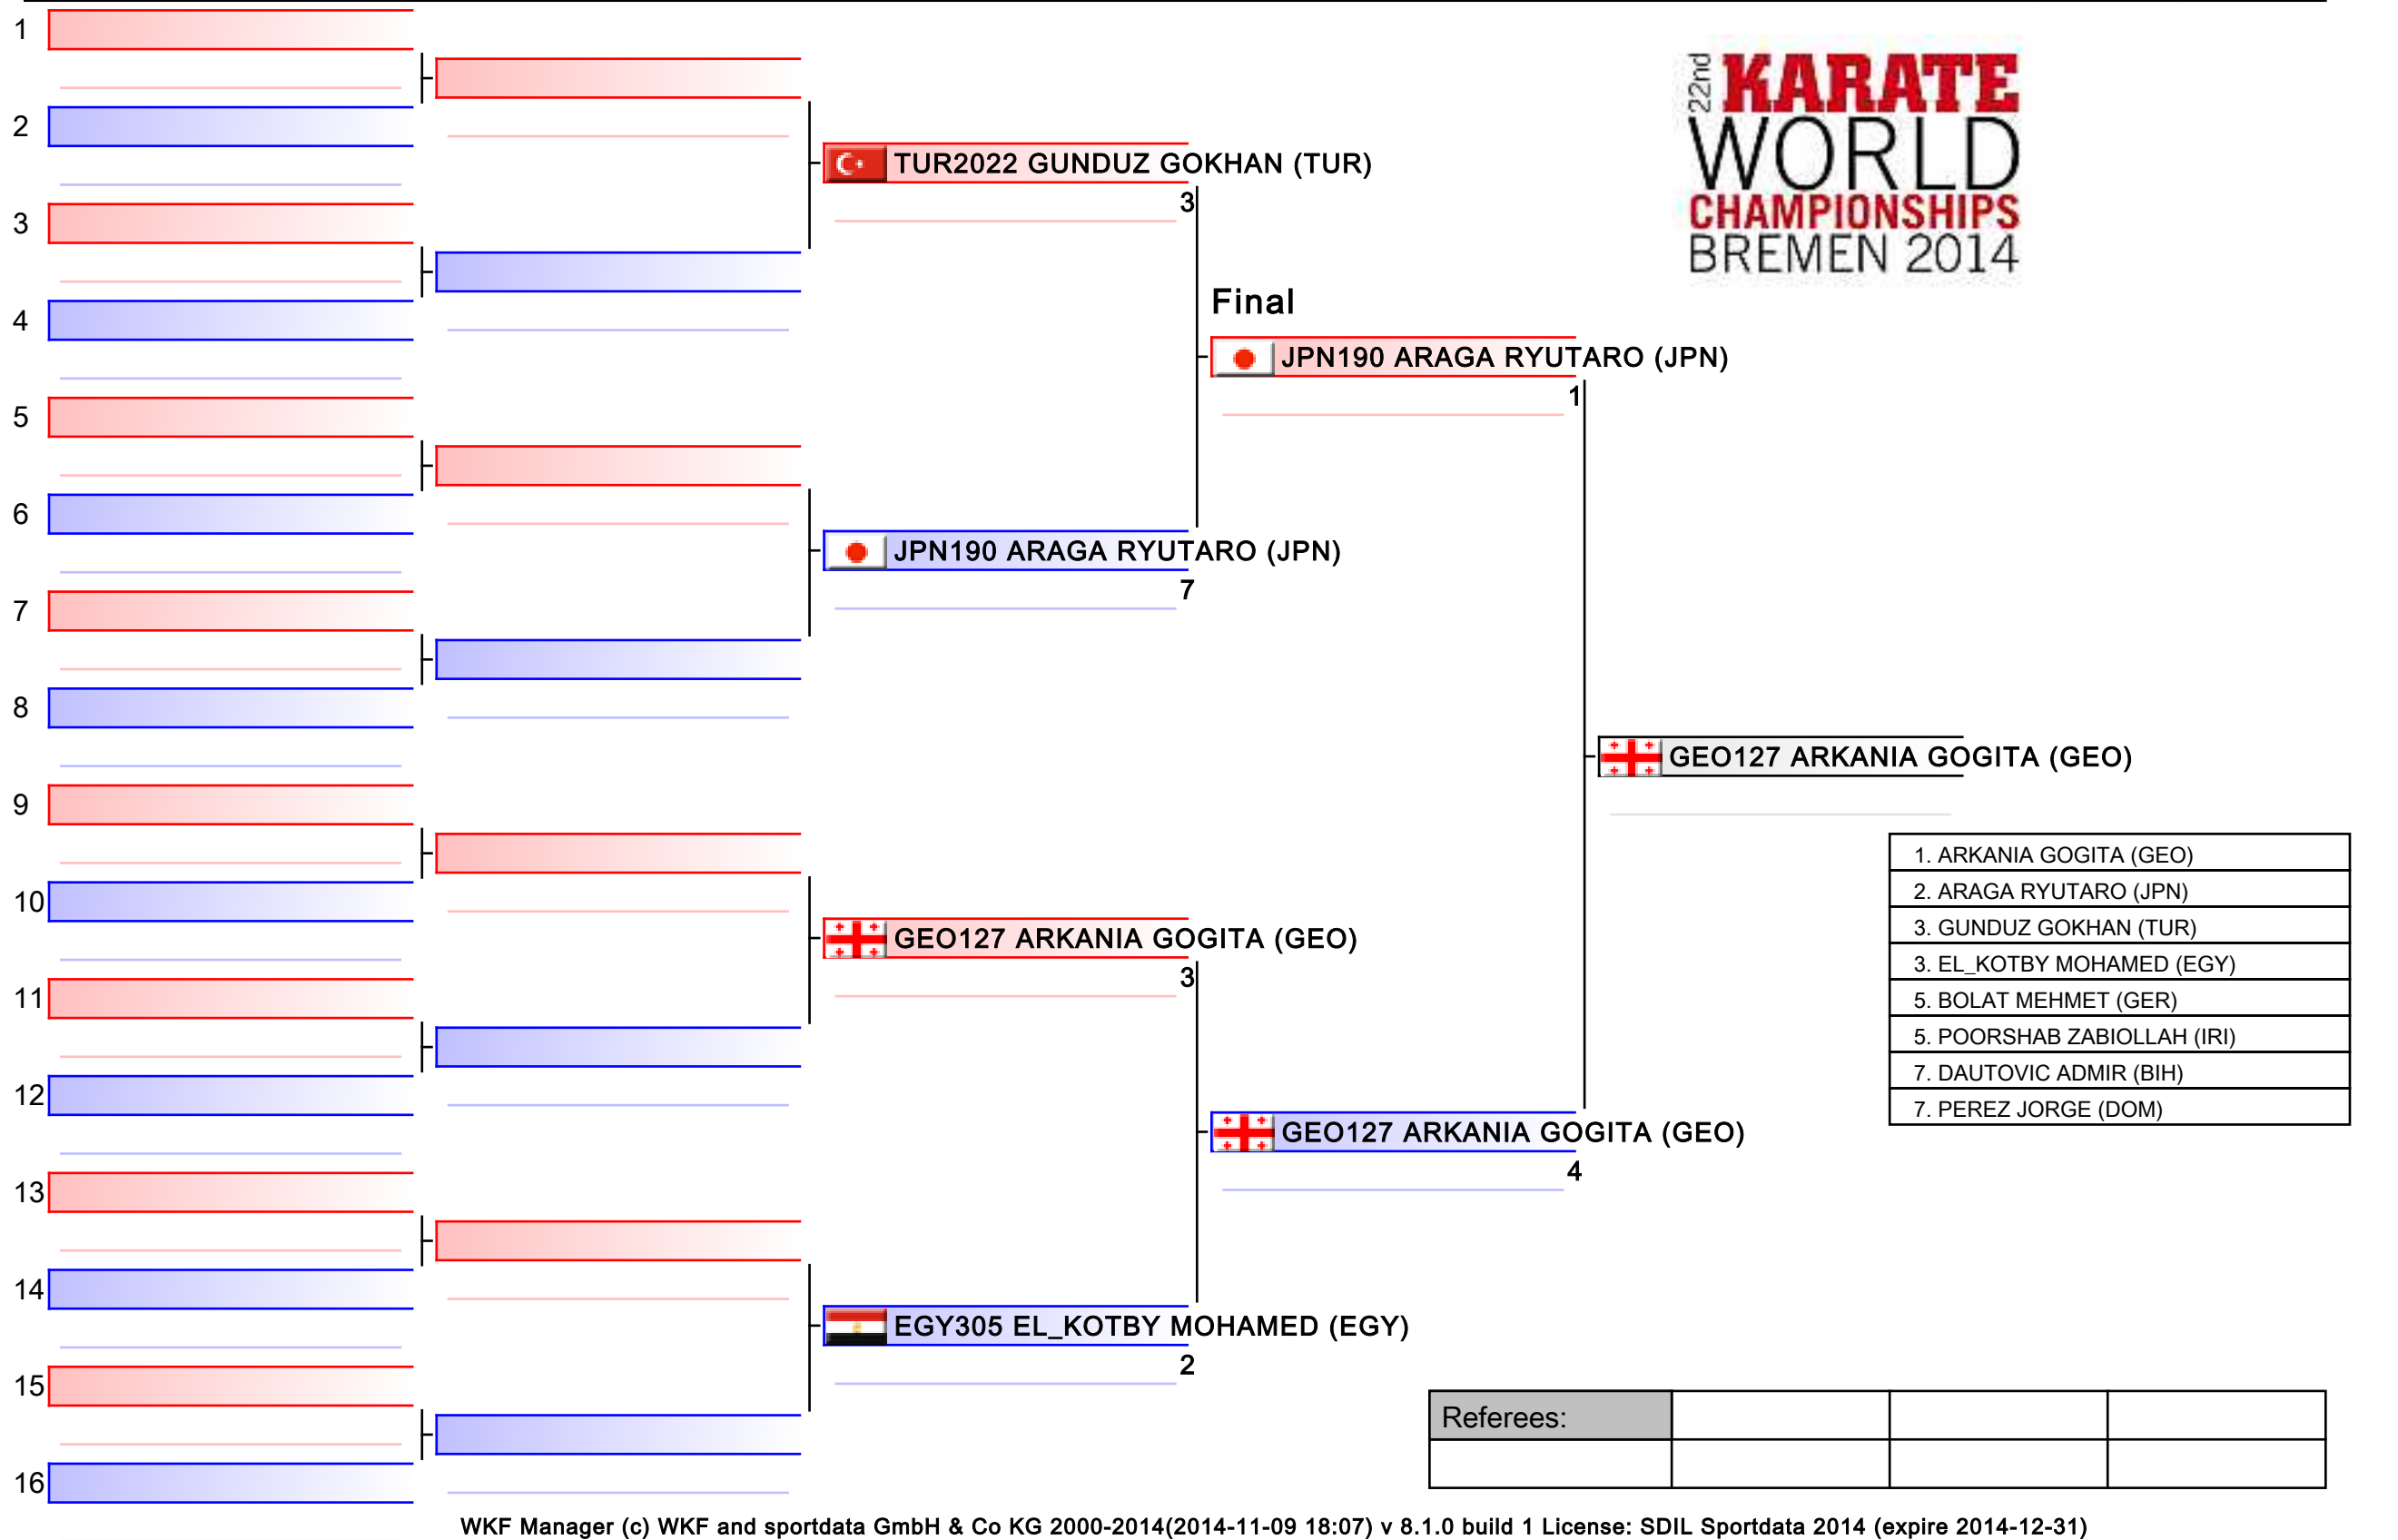 1
2
3
4
5
6
7
8
9
10
11
12
13
14
15
16
TUR2022 GUNDUZ GOKHAN (TUR)
3
JPN190 ARAGA RYUTARO (JPN)
7
GEO127 ARKANIA GOGITA (GEO)
3
EGY305 EL_KOTBY MOHAMED (EGY)
2
Final
JPN190 ARAGA RYUTARO (JPN)
1
GEO127 ARKANIA GOGITA (GEO)
4
GEO127 ARKANIA GOGITA (GEO)
22nd KARATE
WORLD
CHAMPIONSHIPS
BREMEN 2014
1. ARKANIA GOGITA (GEO)
2. ARAGA RYUTARO (JPN)
3. GUNDUZ GOKHAN (TUR)
3. EL_KOTBY MOHAMED (EGY)
5. BOLAT MEHMET (GER)
5. POORSHAB ZABIOLLAH (IRI)
7. DAUTOVIC ADMIR (BIH)
7. PEREZ JORGE (DOM)
Referees:
WKF Manager (c) WKF and sportdata GmbH & Co KG 2000-2014(2014-11-09 18:07) v 8.1.0 build 1 License: SDIL Sportdata 2014 (expire 2014-12-31)